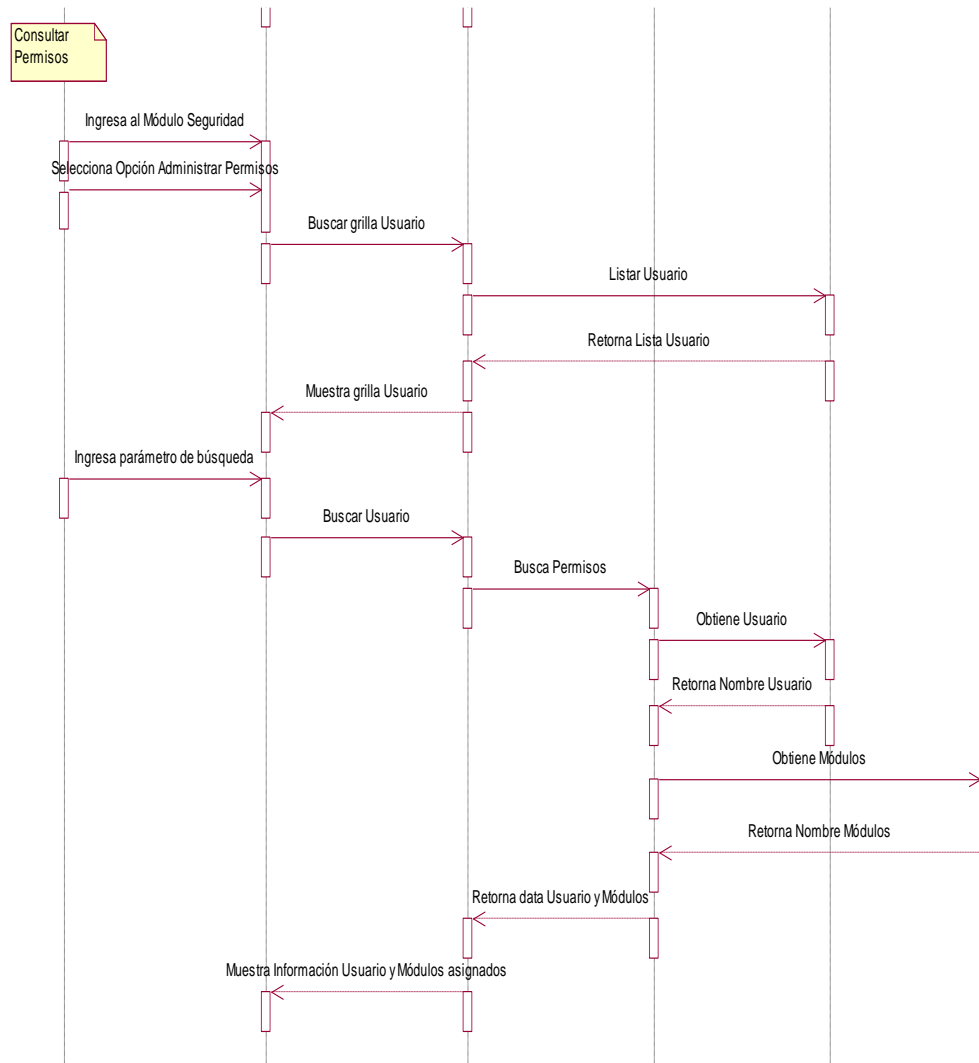 Consultar
Permisos
Ingresa al Módulo Seguridad
Selecciona Opción Administrar Permisos
Buscar grilla Usuario
Listar Usuario
Retorna Lista Usuario
Muestra grilla Usuario
Ingresa parámetro de búsqueda
Buscar Usuario
Busca Permisos
Obtiene Usuario
Retorna Nombre Usuario
Obtiene Módulos
Retorna Nombre Módulos
Retorna data Usuario y Módulos
Muestra Información Usuario y Módulos asignados